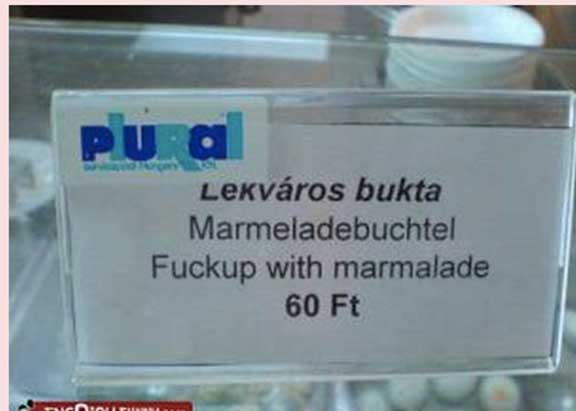 Plural
Lekváros bukta
Marmeladebuchtel
Fuckup with marmalade
60 Ft